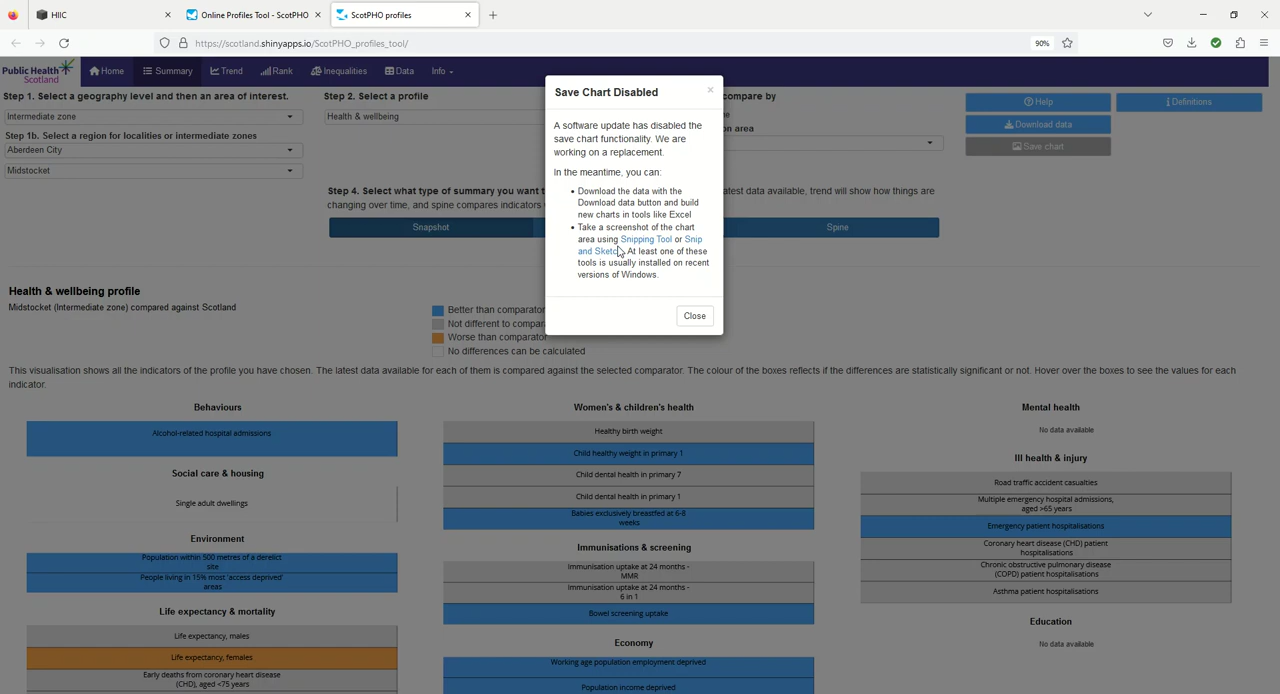 HIIC
Online Profiles Tool - ScotPHO
ScotPHO profiles
https://scotland.shinyapps.io/ScotPHO_profiles_tool/
90%
Public Health
Scotland
Home
Summary
Trend
Rank
Inequalities
Data
Info
Step 1. Select a geography level and then an area of interest.
Intermediate zone
Step 1b. Select a region for localities or intermediate zones
Aberdeen City
Midstocket
Step 2. Select a profile
Health & wellbeing
compare by
area
Help
Definitions
Download data
Save chart
Step 4. Select what type of summary you want
atest data available, trend will show how things are
changing over time, and spine compares indicators
Snapshot
Spine
Save Chart Disabled
×
A software update has disabled the
save chart functionality. We are
working on a replacement.
In the meantime, you can:
• Download the data with the
Download data button and build
new charts in tools like Excel
• Take a screenshot of the chart
area using Snipping Tool or Snip
and Sketch. At least one of these
tools is usually installed on recent
versions of Windows.
Close
Health & wellbeing profile
Midstocket (Intermediate zone) compared against Scotland
Better than comparator
Not different to compar
Worse than comparator
No differences can be calculated
This visualisation shows all the indicators of the profile you have chosen. The latest data available for each of them is compared against the selected comparator. The colour of the boxes reflects if the differences are statistically significant or not. Hover over the boxes to see the values for each
indicator.
Behaviours
Alcohol-related hospital admissions
Social care & housing
Single adult dwellings
Environment
Population within 500 metres of a derelict
site
People living in 15% most 'access deprived'
areas
Life expectancy & mortality
Life expectancy, males
Life expectancy, females
Early deaths from coronary heart disease
(CHD), aged <75 years
Women's & children's health
Healthy birth weight
Child healthy weight in primary 1
Child dental health in primary 7
Child dental health in primary 1
Babies exclusively breastfed at 6-8
weeks
Immunisations & screening
Immunisation uptake at 24 months -
MMR
Immunisation uptake at 24 months -
6 in 1
Bowel screening uptake
Economy
Working age population employment deprived
Population income deprived
Mental health
No data available
Ill health & injury
Road traffic accident casualties
Multiple emergency hospital admissions,
aged >65 years
Emergency patient hospitalisations
Coronary heart disease (CHD) patient
hospitalisations
Chronic obstructive pulmonary disease
(COPD) patient hospitalisations
Asthma patient hospitalisations
Education
No data available